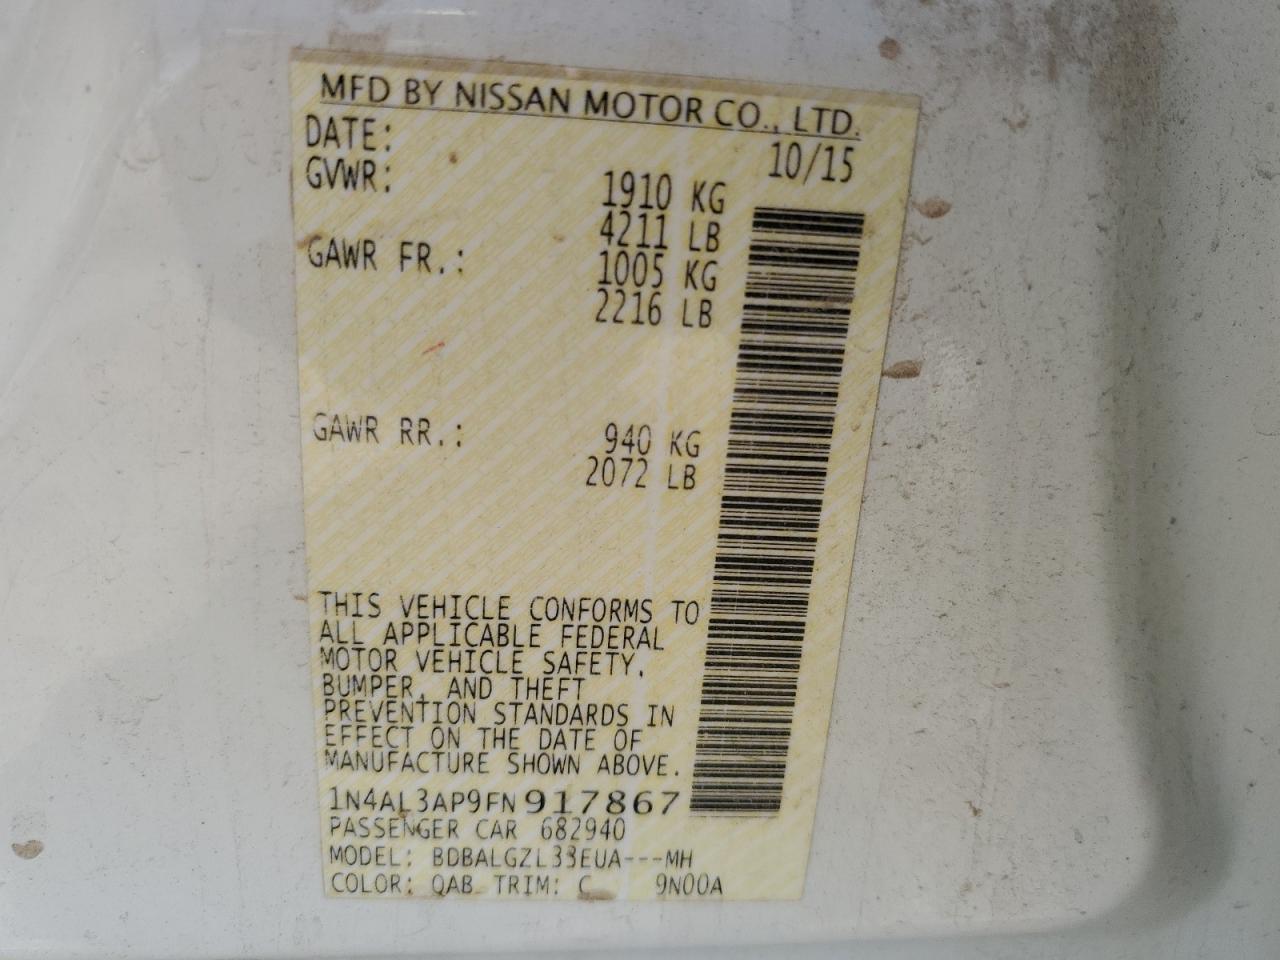 MFD BY NISSAN MOTOR CO., LTD.
DATE: 10/15
GVWR: 1910 KG
4211 LB
GAWR FR.: 1005 KG
2216 LB
GAWR RR.: 940 KG
2072 LB
THIS VEHICLE CONFORMS TO
ALL APPLICABLE FEDERAL
MOTOR VEHICLE SAFETY,
BUMPER, AND THEFT
PREVENTION STANDARDS IN
EFFECT ON THE DATE OF
MANUFACTURE SHOWN ABOVE.
1N4AL3AP9FN917867
PASSENGER CAR 682940
MODEL: BDBALGZL33EUA---MH
COLOR: QAB TRIM: C 9N00A